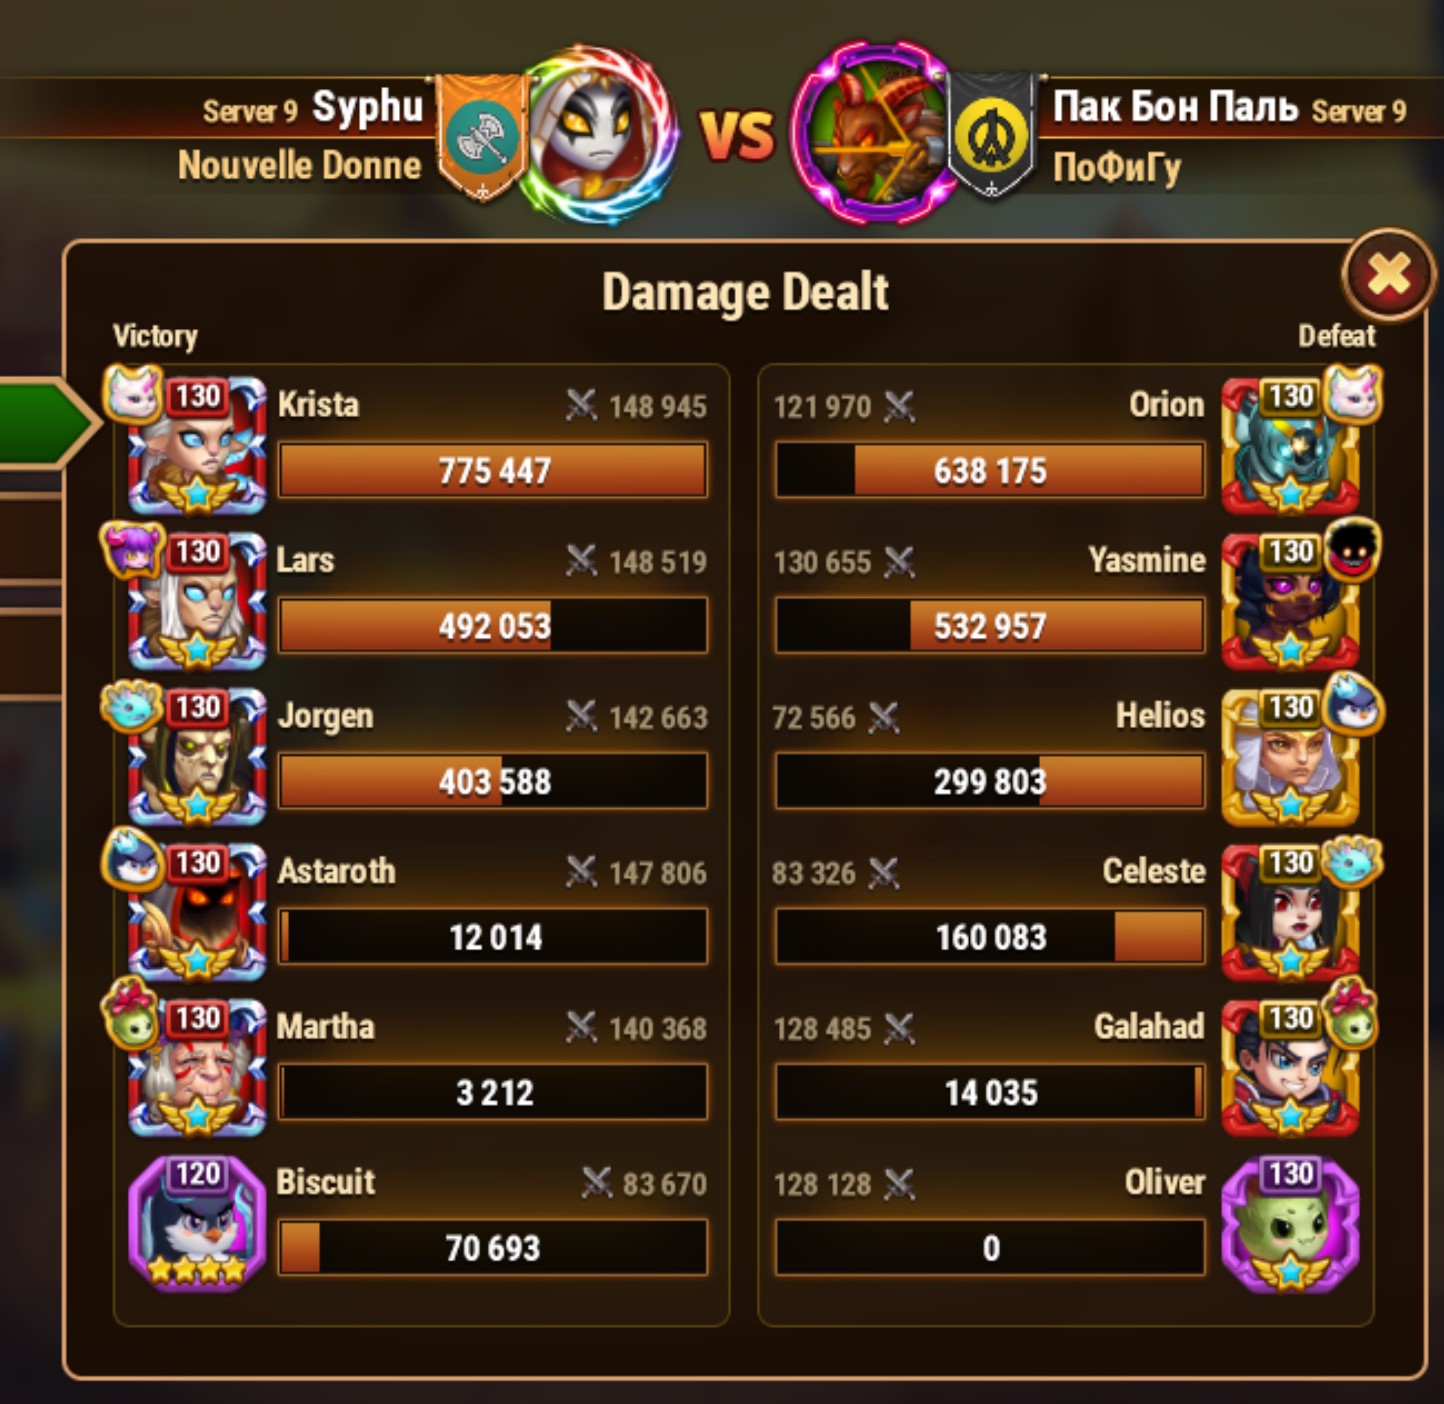 Server 9 Syphu VS Пак Бон Паль Server 9
Nouvelle Donne ПоФиГу
Damage Dealt
Victory Defeat
130 Krista 148 945
775 447
130 Lars 148 519
492 053
130 Jorgen 142 663
403 588
130 Astaroth 147 806
12 014
130 Martha 140 368
3 212
120 Biscuit 83 670
70 693
121 970 Orion 130
638 175
130 655 Yasmine 130
532 957
72 566 Helios 130
299 803
83 326 Celeste 130
160 083
128 485 Galahad 130
14 035
128 128 Oliver 130
0